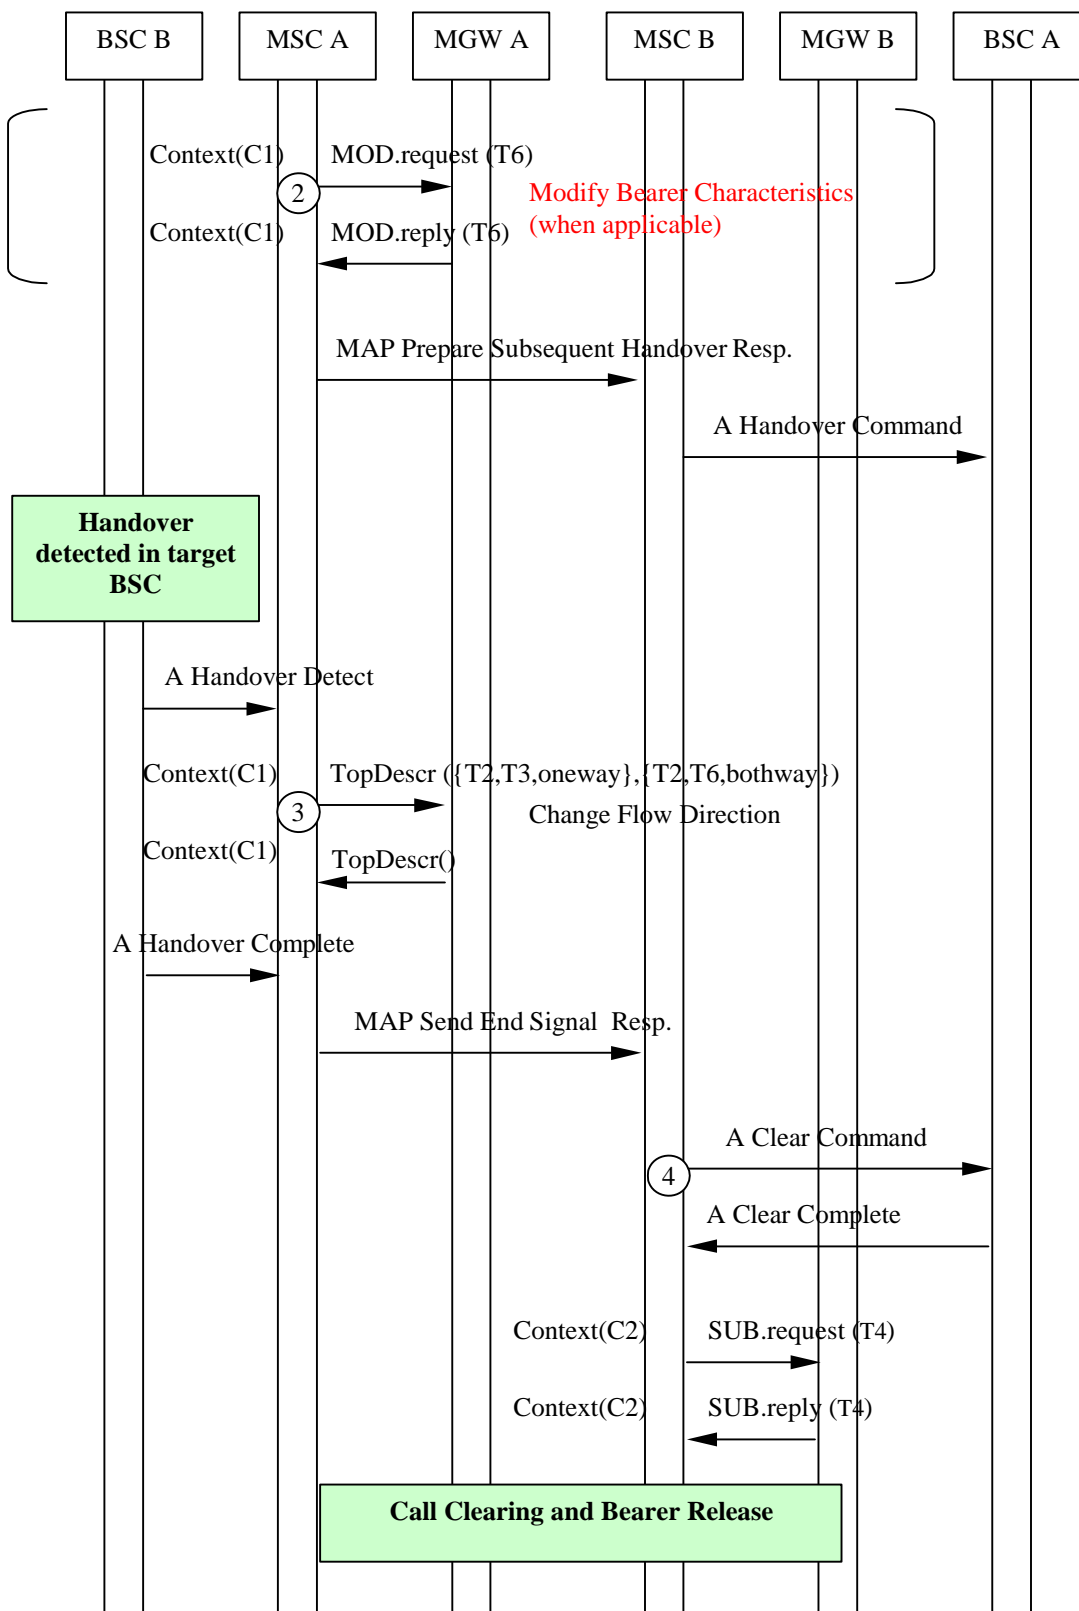 BSC B
MSC A
MGW A
MSC B
MGW B
BSC A
Context(C1)
MOD.request (T6)
2
Modify Bearer Characteristics
(when applicable)
Context(C1)
MOD.reply (T6)
MAP Prepare Subsequent Handover Resp.
A Handover Command
Handover
detected in target
BSC
A Handover Detect
Context(C1)
TopDescr ({T2,T3,oneway},{T2,T6,bothway})
3
Change Flow Direction
Context(C1)
TopDescr()
A Handover Complete
MAP Send End Signal Resp.
A Clear Command
4
A Clear Complete
Context(C2)
SUB.request (T4)
Context(C2)
SUB.reply (T4)
Call Clearing and Bearer Release